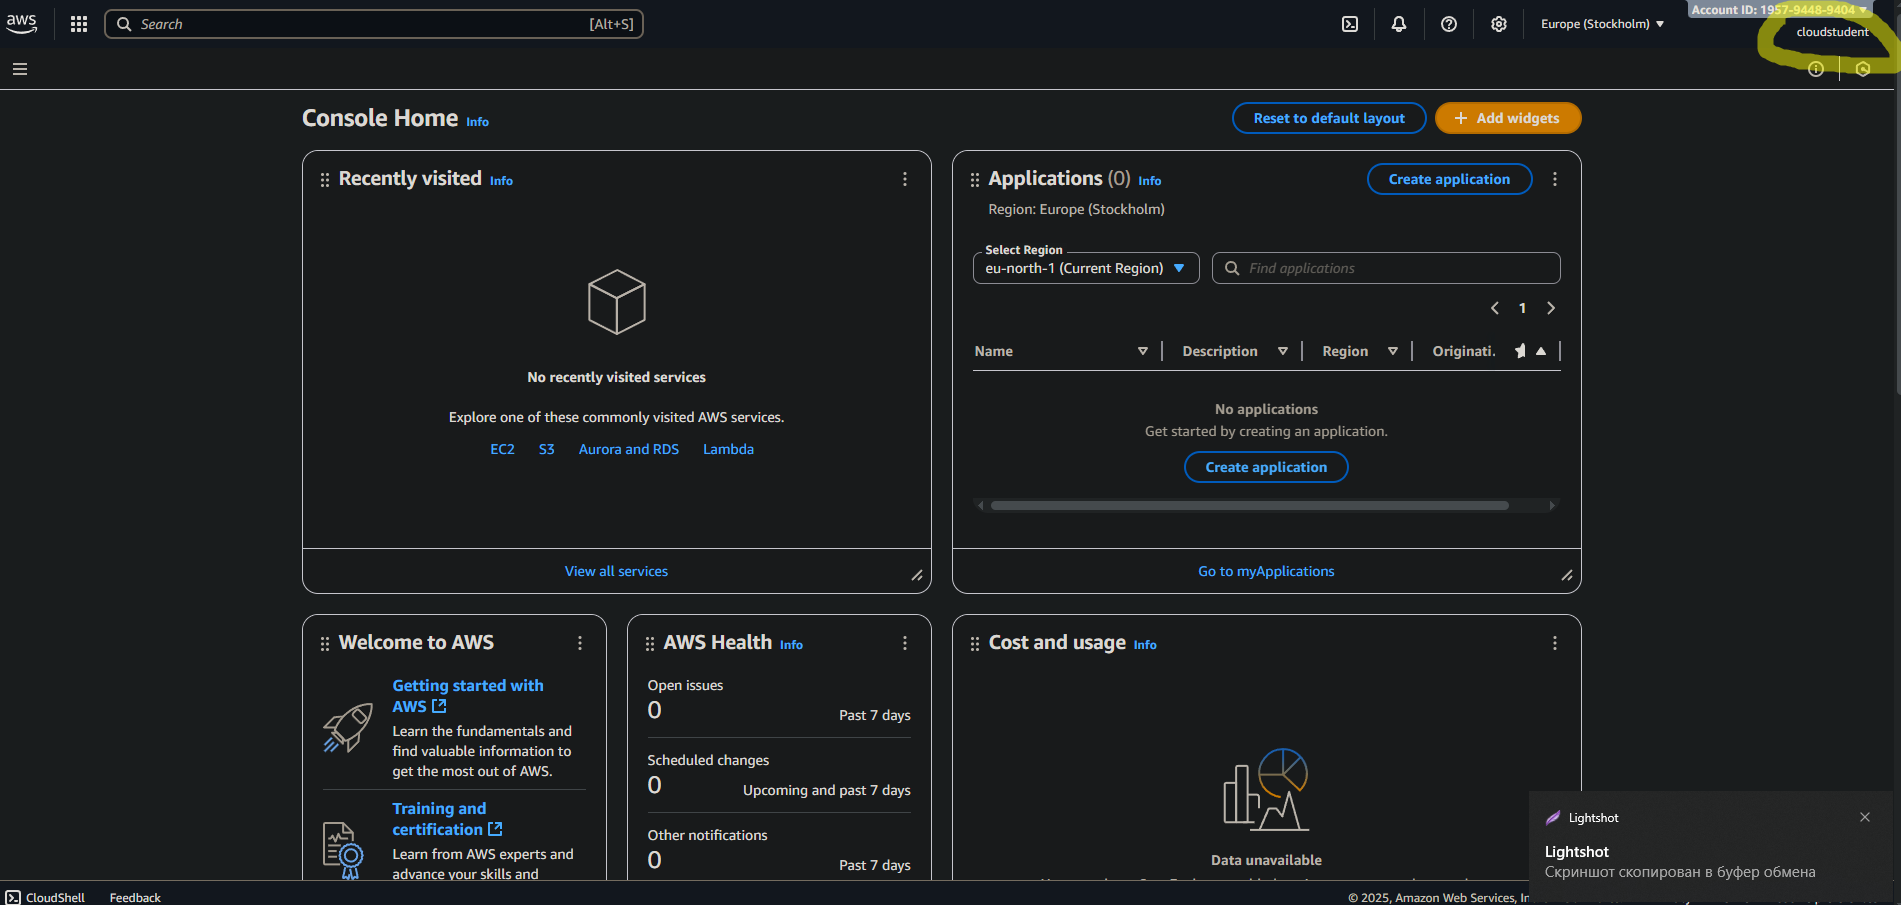 aws
Search
[Alt+S]
Europe (Stockholm)
Account ID: 1957-9448-9404
cloudstudent
Console Home Info
Reset to default layout
Add widgets
Recently visited Info
No recently visited services
Explore one of these commonly visited AWS services.
EC2 S3 Aurora and RDS Lambda
View all services
Applications (0) Info
Create application
Region: Europe (Stockholm)
Select Region
eu-north-1 (Current Region)
Find applications
1
Name Description Region Originati.
No applications
Get started by creating an application.
Create application
Go to myApplications
Welcome to AWS
Getting started with
AWS
Learn the fundamentals and
find valuable information to
get the most out of AWS.
Training and
certification
Learn from AWS experts and
advance your skills and
AWS Health Info
Open issues
0
Past 7 days
Scheduled changes
0
Upcoming and past 7 days
Other notifications
0
Past 7 days
Cost and usage Info
Data unavailable
Lightshot
Lightshot
Скриншот скопирован в буфер обмена
CloudShell Feedback
© 2025, Amazon Web Services, In